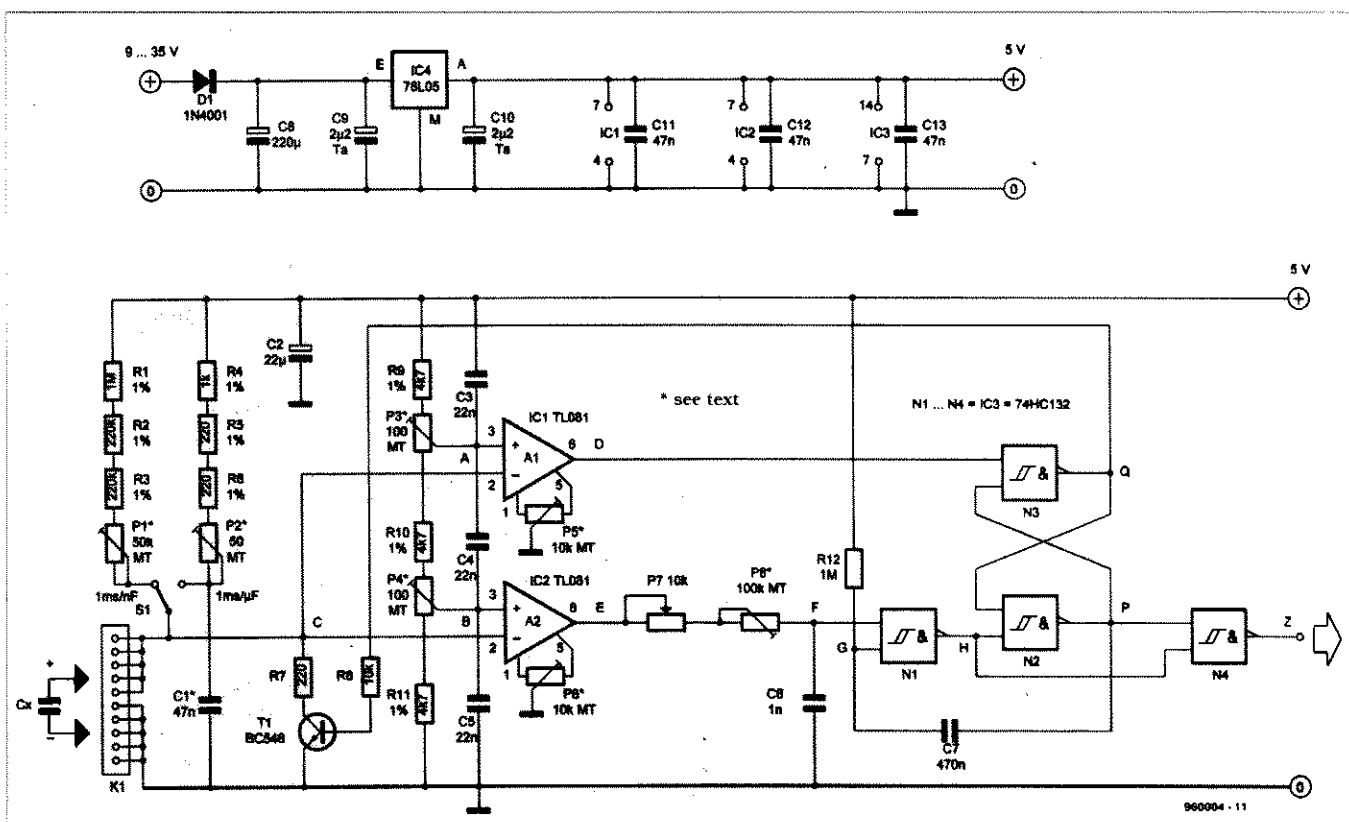 9 ... 35 V
E
IC4
78L05
A
M
5 V
D1
1N4001
C8
220µ
C9
2µ2
Ta
C10
2µ2
Ta
7
IC1
4
C11
47n
7
IC2
4
C12
47n
14
IC3
7
C13
47n
0
0
5 V
1M
R1
1%
220k
R2
1%
220k
R3
1%
P1*
50k
MT
1k
R4
1%
220
R5
1%
220
R6
1%
P2*
50
MT
C2
22µ
R9
1%
4k7
P3*
100
MT
C3
22n
* see text
N1 ... N4 = IC3 = 74HC132
IC1 TL081
3
+
A1
6
D
A
2
1
5
P5*
10k MT
&
N3
Q
R10
1%
4k7
C4
22n
P4*
100
MT
IC2 TL081
3
+
A2
6
E
B
2
1
5
P6*
10k MT
P7 10k
P8*
100k MT
F
R12
1M
G
&
N1
H
&
N2
P
&
N4
Z
1ms/nF
S1
1ms/µF
C
+
Cx
–
K1
C1*
47n
R7
220
R8
10k
T1
BC548
R11
1%
4k7
C5
22n
C6
1n
C7
470n
0
960004 - 11